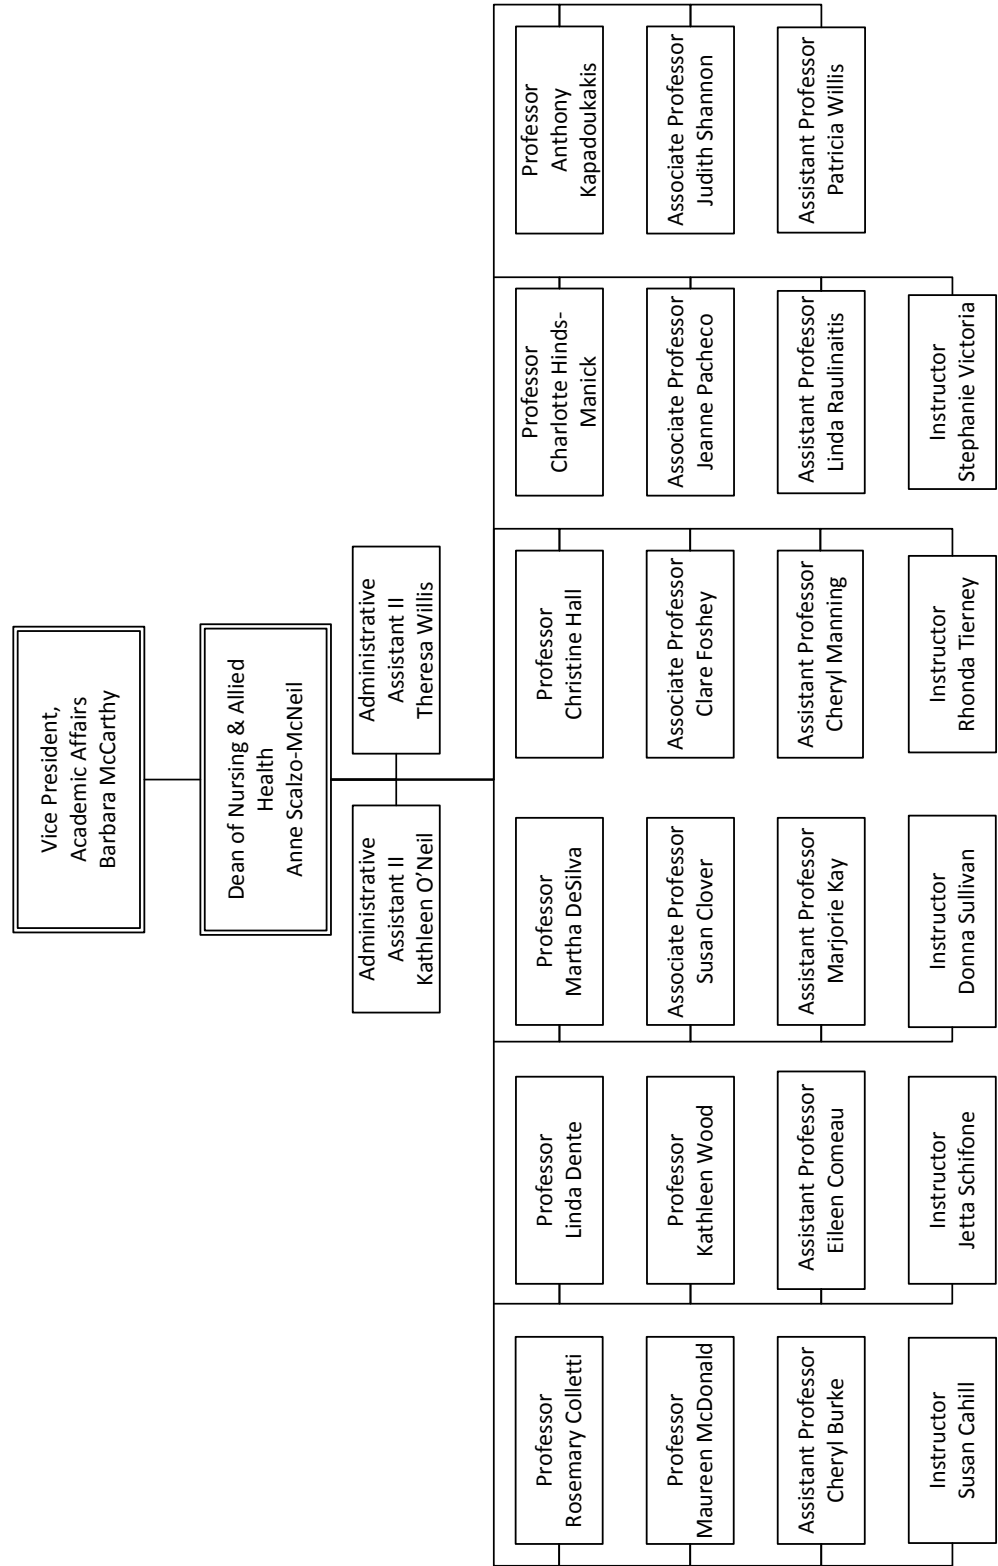 Vice President,
Academic Affairs
Barbara McCarthy
Dean of Nursing & Allied
Health
Anne Scalzo-McNeil
Administrative
Assistant II
Kathleen O’Neil
Administrative
Assistant II
Theresa Willis
Professor
Rosemary Colletti
Professor
Linda Dente
Professor
Martha DeSilva
Professor
Christine Hall
Professor
Charlotte Hinds-
Manick
Professor
Anthony
Kapadoukakis
Professor
Maureen McDonald
Professor
Kathleen Wood
Associate Professor
Susan Clover
Associate Professor
Clare Foshey
Associate Professor
Jeanne Pacheco
Associate Professor
Judith Shannon
Assistant Professor
Cheryl Burke
Assistant Professor
Eileen Comeau
Assistant Professor
Marjorie Kay
Assistant Professor
Cheryl Manning
Assistant Professor
Linda Raulinaitis
Assistant Professor
Patricia Willis
Instructor
Susan Cahill
Instructor
Jetta Schifone
Instructor
Donna Sullivan
Instructor
Rhonda Tierney
Instructor
Stephanie Victoria